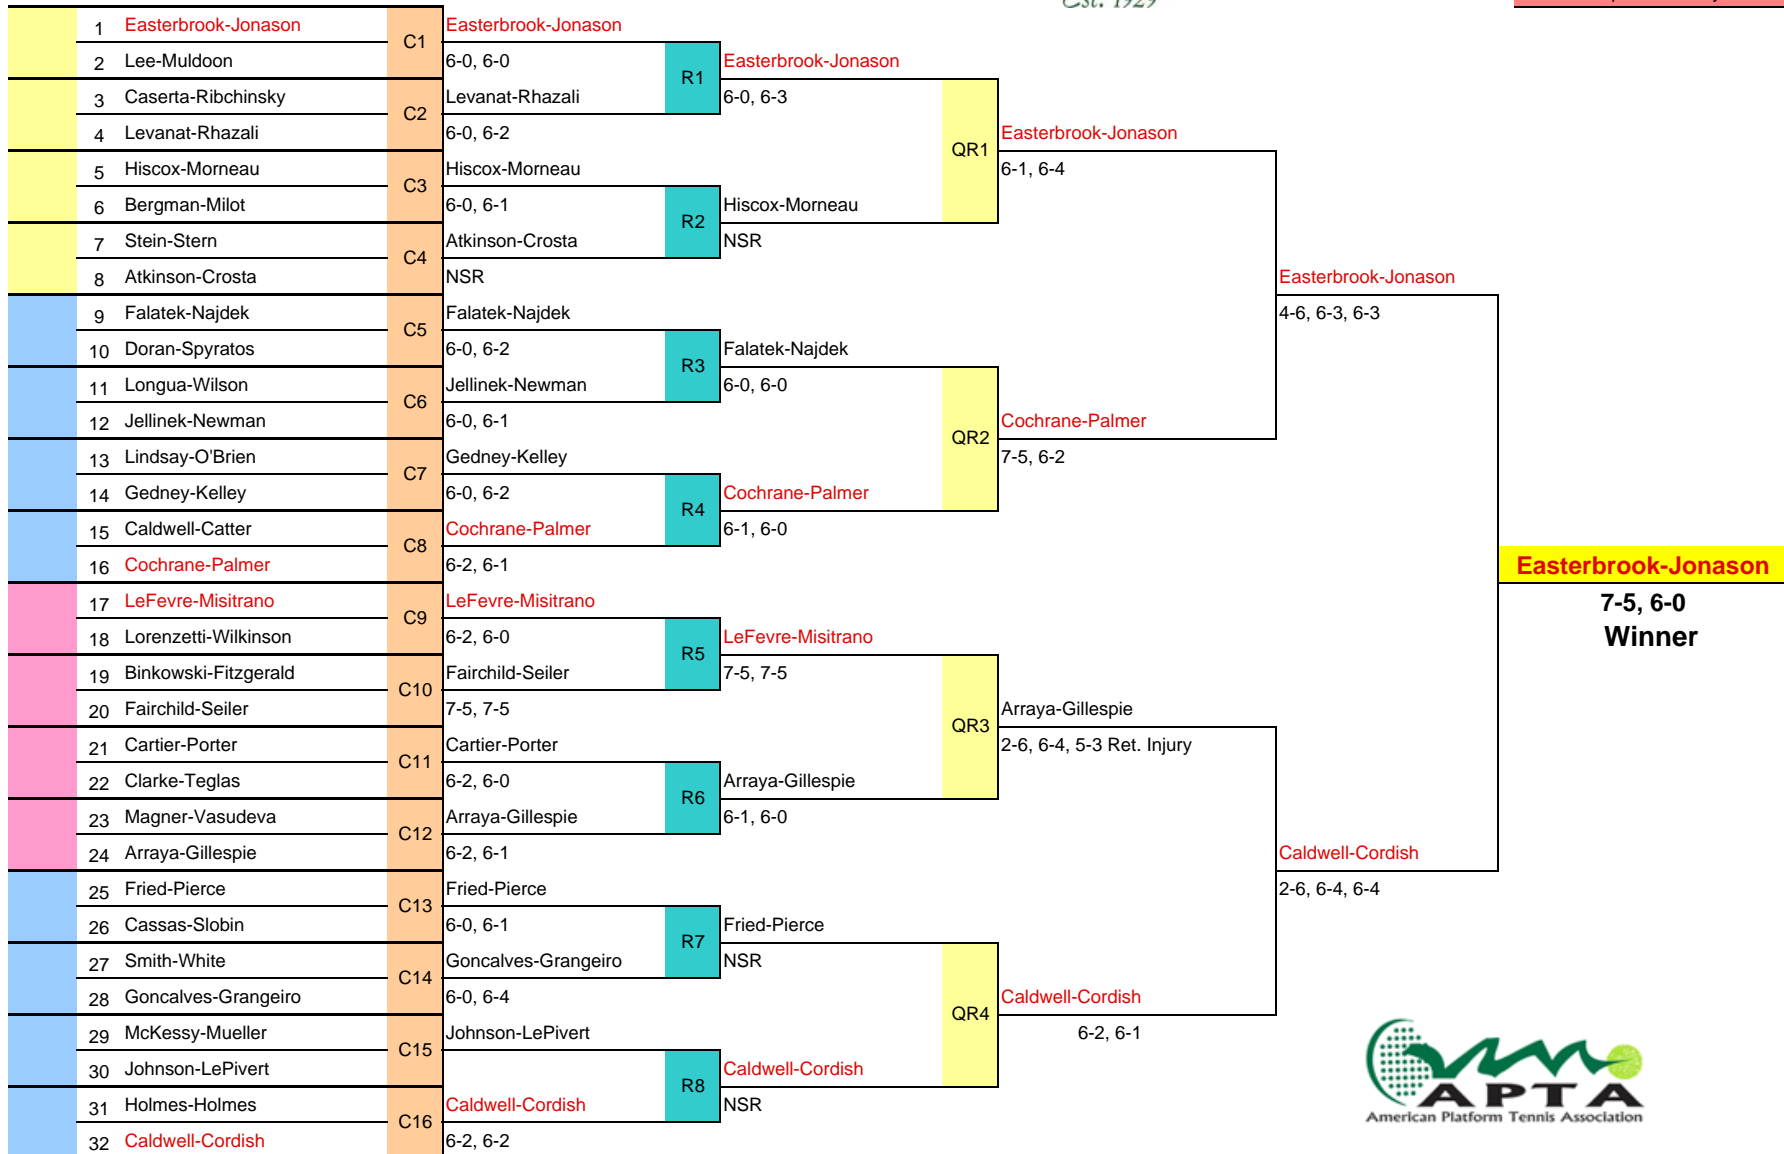 Est. 1929
1 Easterbrook-Jonason C1 Easterbrook-Jonason
2 Lee-Muldoon 6-0, 6-0 R1 Easterbrook-Jonason
3 Caserta-Ribchinsky C2 Levanat-Rhazali 6-0, 6-3
4 Levanat-Rhazali 6-0, 6-2 QR1 Easterbrook-Jonason
5 Hiscox-Morneau C3 Hiscox-Morneau 6-1, 6-4
6 Bergman-Milot 6-0, 6-1 R2 Hiscox-Morneau
7 Stein-Stern C4 Atkinson-Crosta NSR
8 Atkinson-Crosta NSR Easterbrook-Jonason
9 Falatek-Najdek C5 Falatek-Najdek 4-6, 6-3, 6-3
10 Doran-Spyratos 6-0, 6-2 R3 Falatek-Najdek
11 Longua-Wilson C6 Jellinek-Newman 6-0, 6-0
12 Jellinek-Newman 6-0, 6-1 QR2 Cochrane-Palmer
13 Lindsay-O'Brien C7 Gedney-Kelley 7-5, 6-2
14 Gedney-Kelley 6-0, 6-2 R4 Cochrane-Palmer
15 Caldwell-Catter C8 Cochrane-Palmer 6-1, 6-0
16 Cochrane-Palmer 6-2, 6-1 Easterbrook-Jonason
17 LeFevre-Misitrano C9 LeFevre-Misitrano 7-5, 6-0
18 Lorenzetti-Wilkinson 6-2, 6-0 R5 LeFevre-Misitrano Winner
19 Binkowski-Fitzgerald C10 Fairchild-Seiler 7-5, 7-5
20 Fairchild-Seiler 7-5, 7-5 QR3 Arraya-Gillespie
21 Cartier-Porter C11 Cartier-Porter 2-6, 6-4, 5-3 Ret. Injury
22 Clarke-Teglas 6-2, 6-0 R6 Arraya-Gillespie
23 Magner-Vasudeva C12 Arraya-Gillespie 6-1, 6-0
24 Arraya-Gillespie 6-2, 6-1 Caldwell-Cordish
25 Fried-Pierce C13 Fried-Pierce 2-6, 6-4, 6-4
26 Cassas-Slobin 6-0, 6-1 R7 Fried-Pierce
27 Smith-White C14 Goncalves-Grangeiro NSR
28 Goncalves-Grangeiro 6-0, 6-4 QR4 Caldwell-Cordish
29 McKessy-Mueller C15 Johnson-LePivert 6-2, 6-1
30 Johnson-LePivert R8 Caldwell-Cordish
31 Holmes-Holmes C16 Caldwell-Cordish NSR
32 Caldwell-Cordish 6-2, 6-2
APTA
American Platform Tennis Association